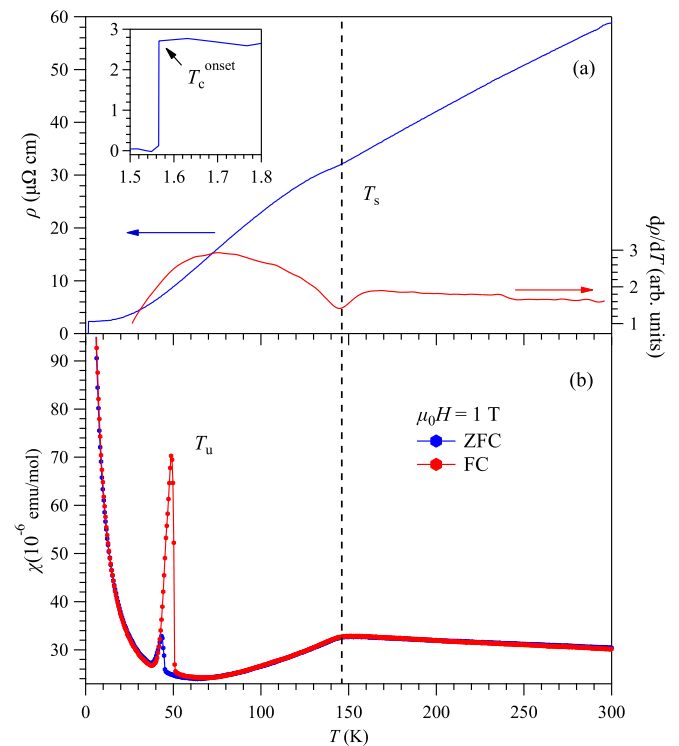 60
50
40
30
20
10
0
ρ (μΩ cm)
3
2
1
0
1.5 1.6 1.7 1.8
T_c^onset
(a)
T_s
3
2
1
dρ/dT (arb. units)
90
80
70
60
50
40
30
χ(10^-6 emu/mol)
(b)
μ_0H = 1 T
ZFC
FC
T_u
0 50 100 150 200 250 300
T (K)